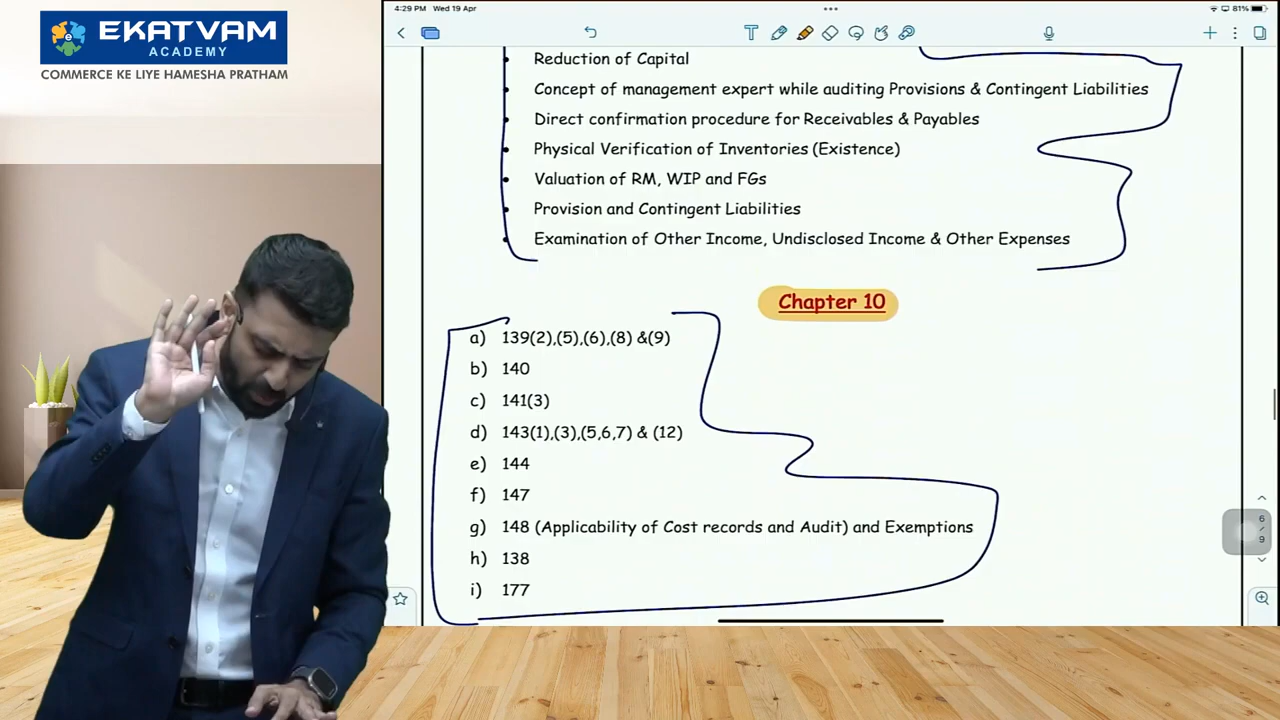 EKATVAM
ACADEMY
COMMERCE KE LIYE HAMESHA PRATHAM
4:29 PM Wed 19 Apr
81%
Reduction of Capital
Concept of management expert while auditing Provisions & Contingent Liabilities
Direct confirmation procedure for Receivables & Payables
Physical Verification of Inventories (Existence)
Valuation of RM, WIP and FGs
Provision and Contingent Liabilities
Examination of Other Income, Undisclosed Income & Other Expenses
Chapter 10
a) 139(2),(5),(6),(8) &(9)
b) 140
c) 141(3)
d) 143(1),(3),(5,6,7) & (12)
e) 144
f) 147
g) 148 (Applicability of Cost records and Audit) and Exemptions
h) 138
i) 177
6
/
9